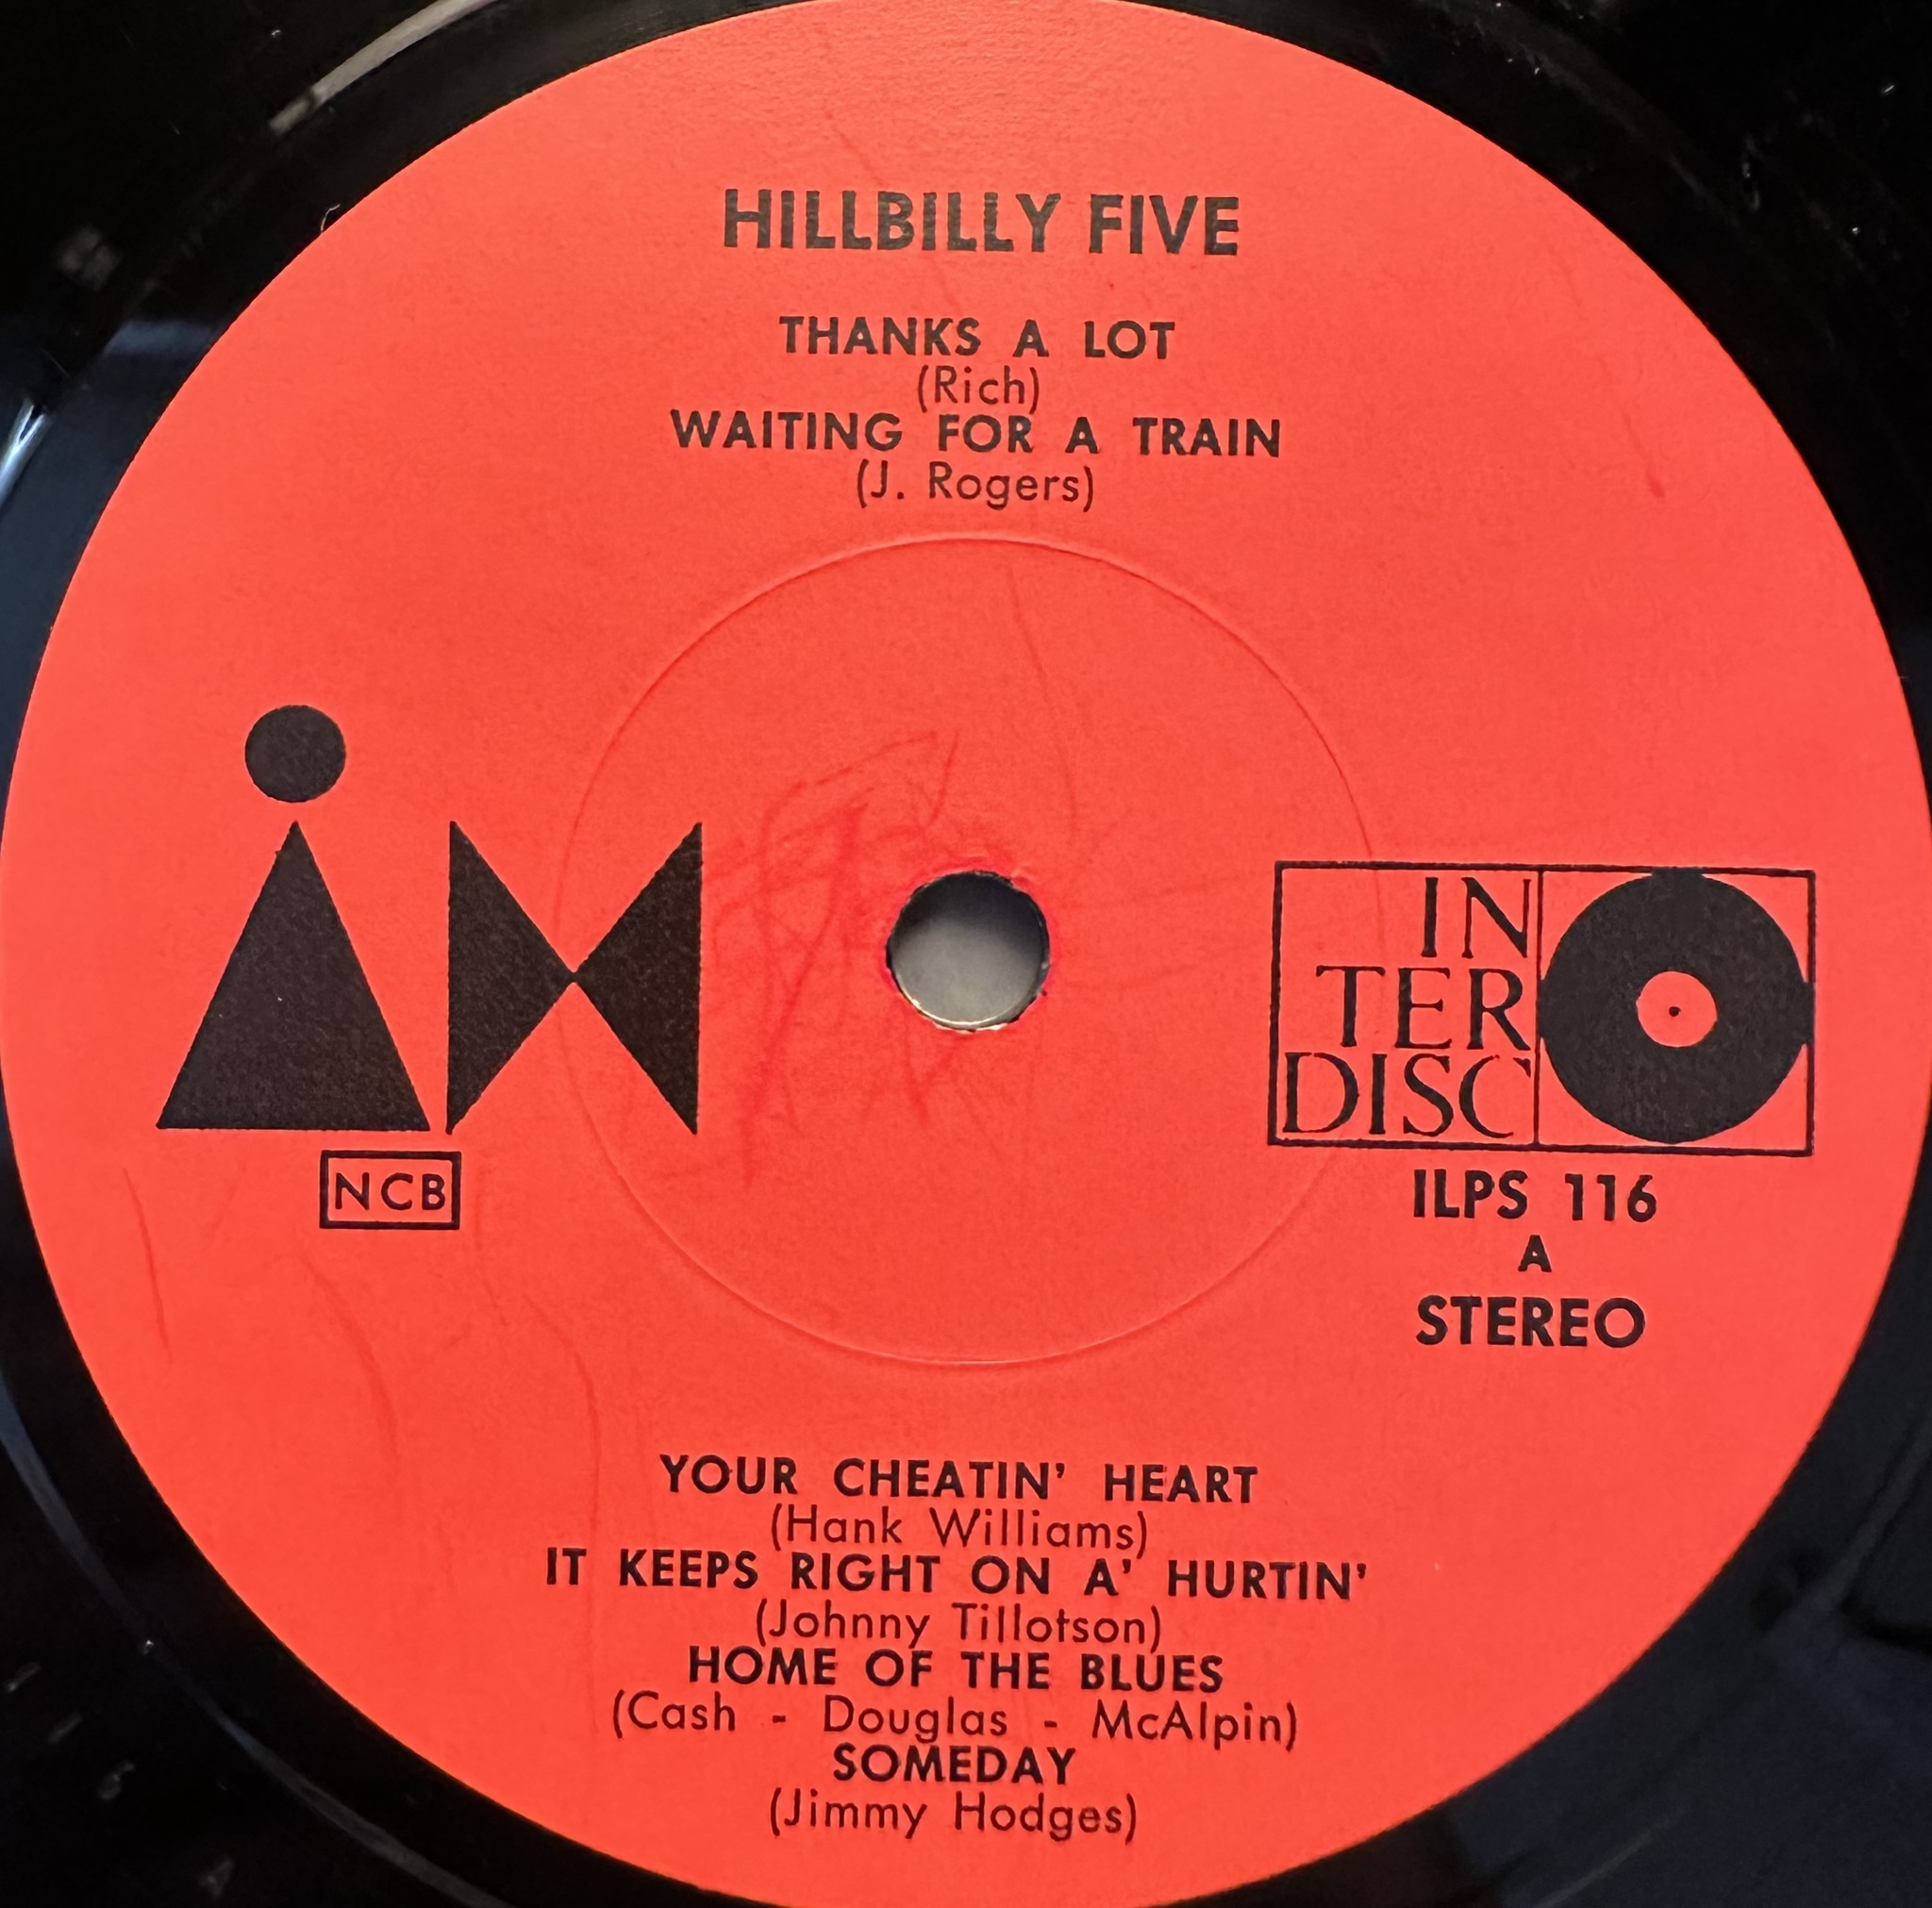 HILLBILLY FIVE
THANKS A LOT
(Rich)
WAITING FOR A TRAIN
(J. Rogers)
ÅM
NCB
IN
TER
DISC
ILPS 116
A
STEREO
YOUR CHEATIN' HEART
(Hank Williams)
IT KEEPS RIGHT ON A' HURTIN'
(Johnny Tillotson)
HOME OF THE BLUES
(Cash - Douglas - McAlpin)
SOMEDAY
(Jimmy Hodges)